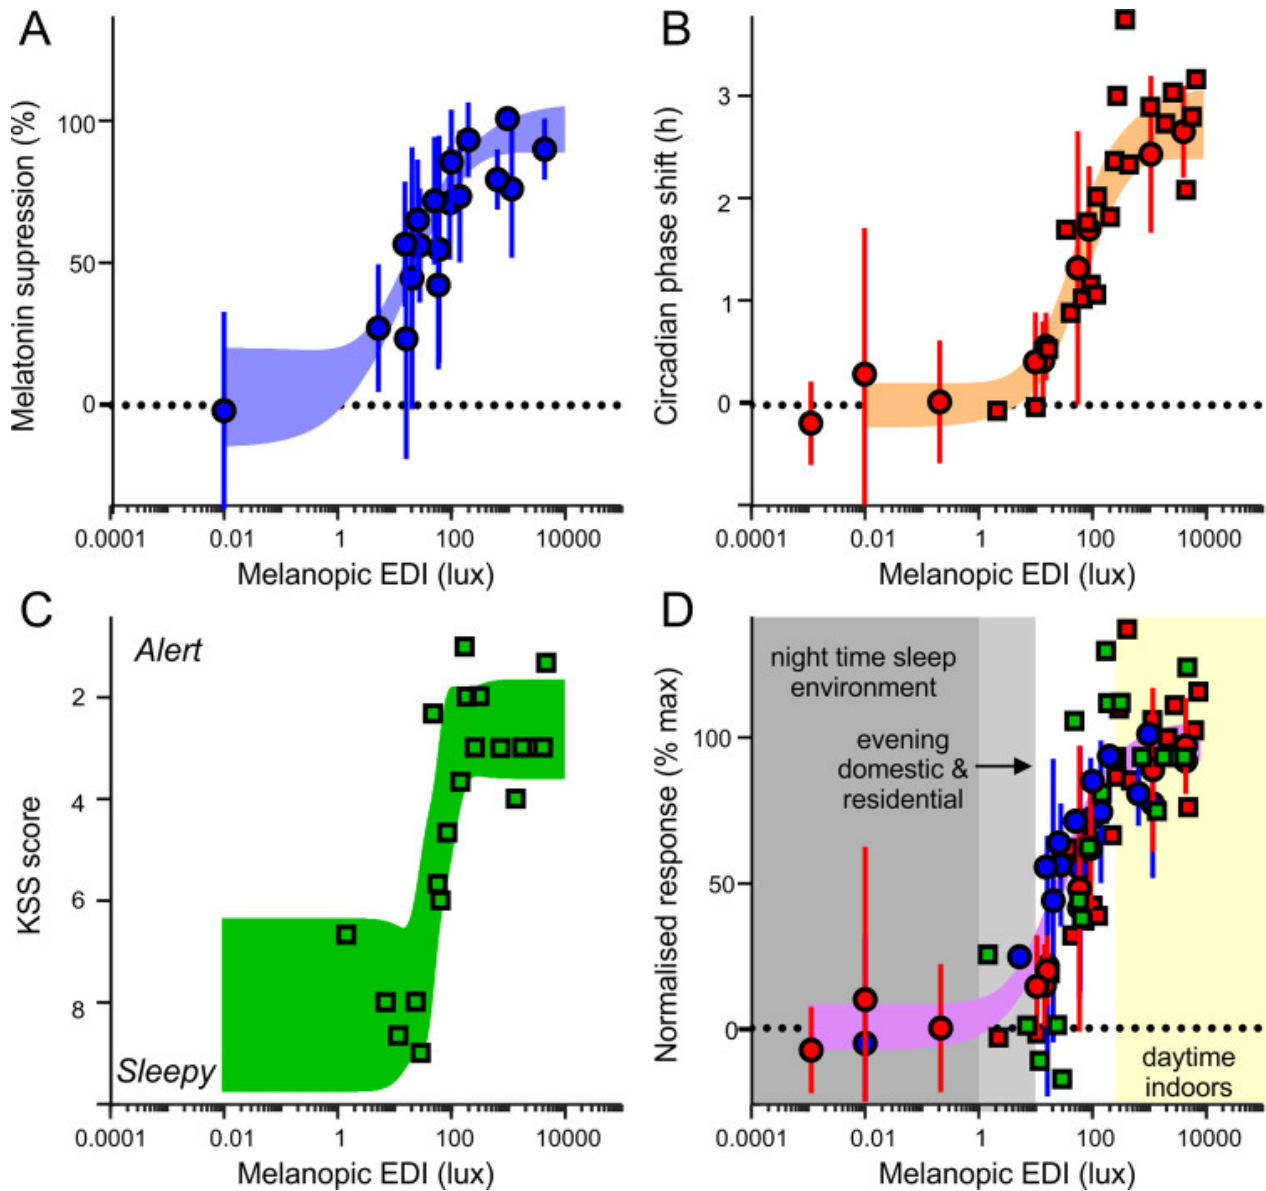 A
Melatonin supression (%)
100
50
0
0.0001 0.01 1 100 10000
Melanopic EDI (lux)
B
Circadian phase shift (h)
3
2
1
0
0.0001 0.01 1 100 10000
Melanopic EDI (lux)
C
Alert
KSS score
2
4
6
8
Sleepy
0.0001 0.01 1 100 10000
Melanopic EDI (lux)
D
Normalised response (% max)
night time sleep
environment
evening
domestic &
residential
100
50
0
daytime
indoors
0.0001 0.01 1 100 10000
Melanopic EDI (lux)